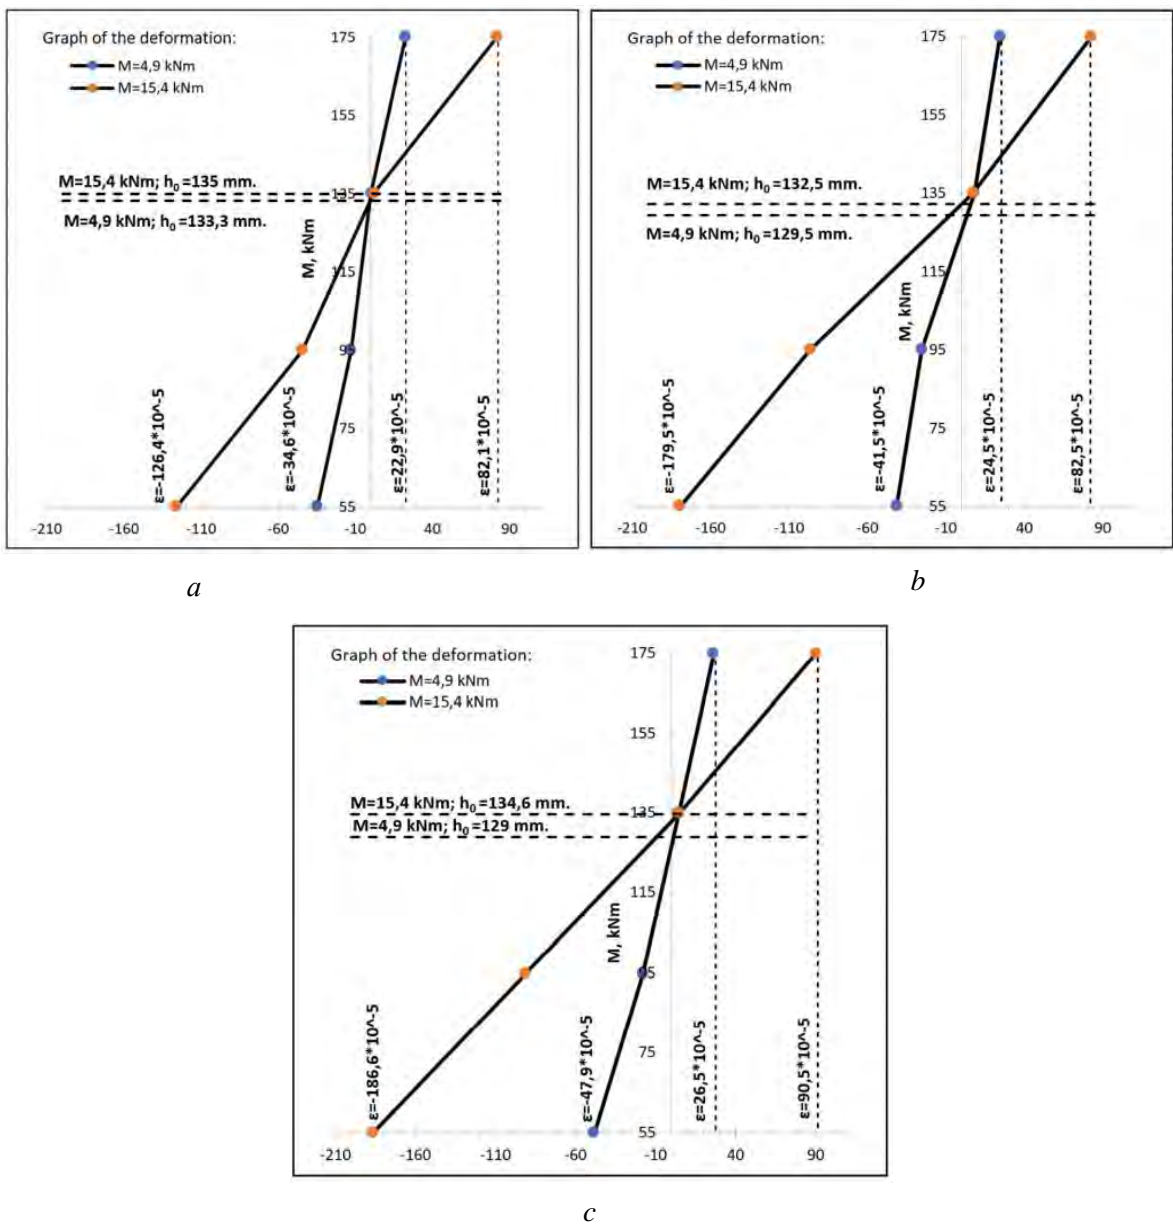 Graph of the deformation:
M=4,9 kNm
M=15,4 kNm
175
155
135
115
95
75
55
M=15,4 kNm; h₀ =135 mm.
M=4,9 kNm; h₀ =133,3 mm.
M, kNm
ε=-126,4*10^-5
ε=-34,6*10^-5
ε=22,9*10^-5
ε=82,1*10^-5
-210 -160 -110 -60 -10 40 90
a
Graph of the deformation:
M=4,9 kNm
M=15,4 kNm
175
155
135
115
95
75
55
M=15,4 kNm; h₀ =132,5 mm.
M=4,9 kNm; h₀ =129,5 mm.
M, kNm
ε=-179,5*10^-5
ε=-41,5*10^-5
ε=24,5*10^-5
ε=82,5*10^-5
-210 -160 -110 -60 -10 40 90
b
Graph of the deformation:
M=4,9 kNm
M=15,4 kNm
175
155
135
115
95
75
55
M=15,4 kNm; h₀ =134,6 mm.
M=4,9 kNm; h₀ =129 mm.
M, kNm
ε=-186,6*10^-5
ε=-47,9*10^-5
ε=26,5*10^-5
ε=90,5*10^-5
-210 -160 -110 -60 -10 40 90
c